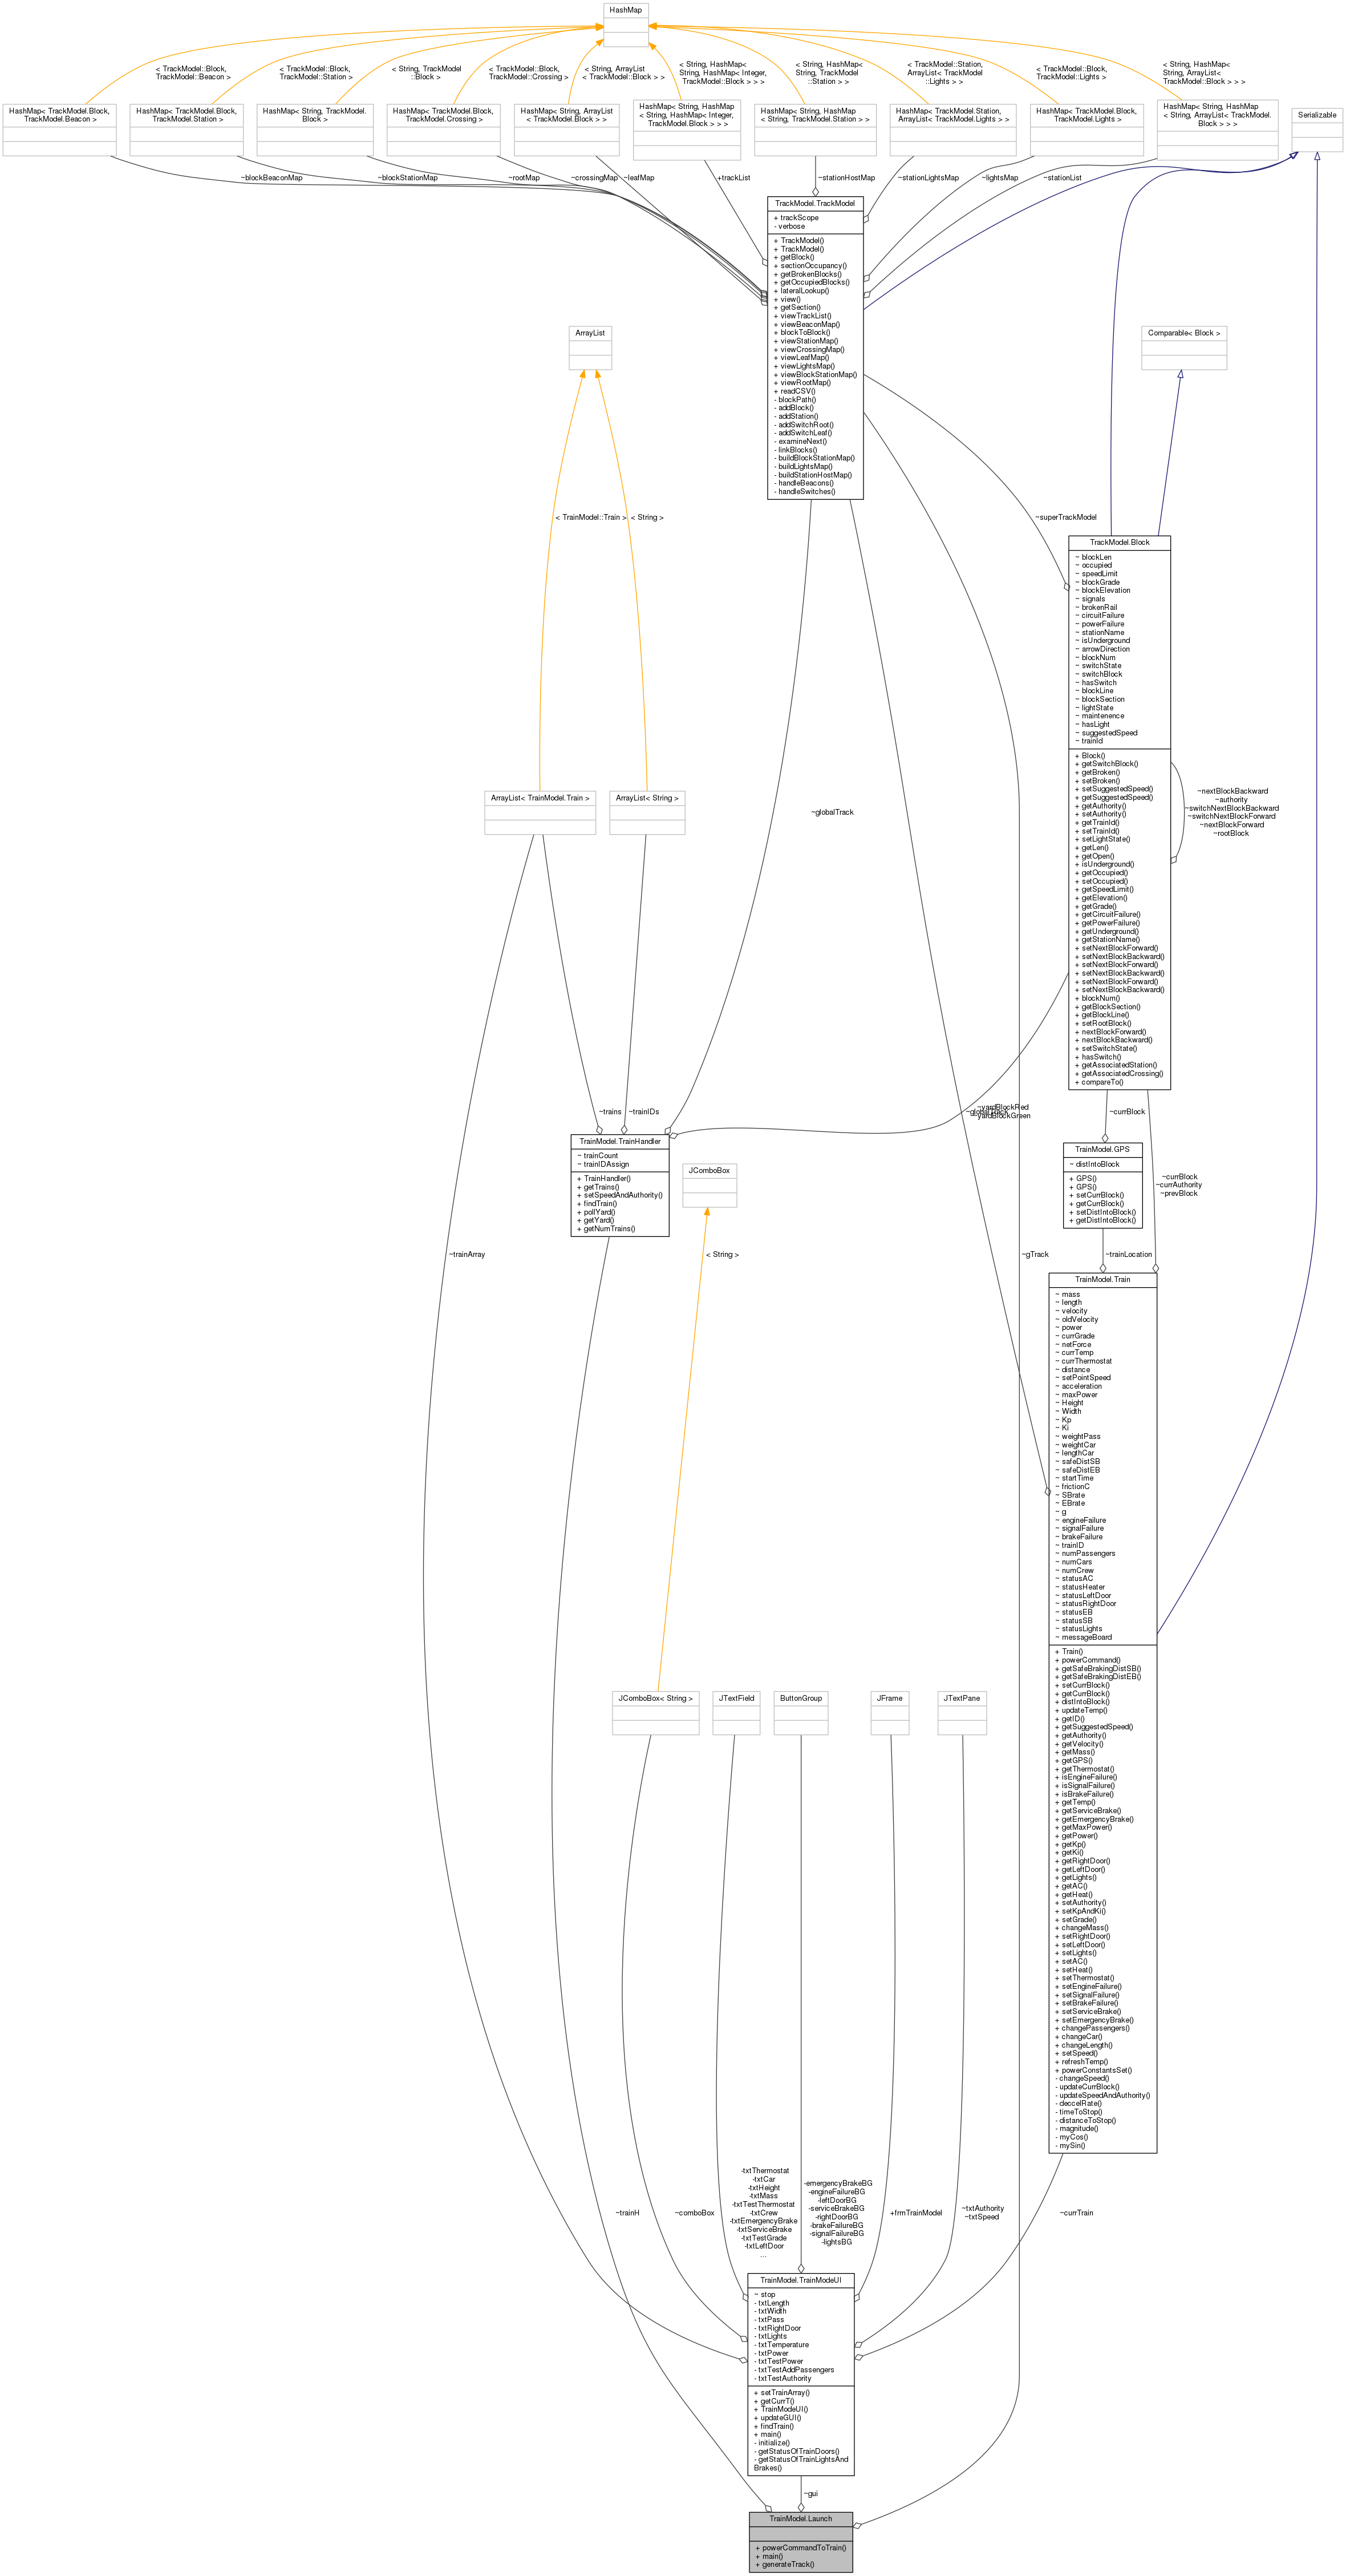 HashMap
< TrackModel::Block,
TrackModel::Beacon >
< TrackModel::Block,
TrackModel::Station >
< String, TrackModel
::Block >
< TrackModel::Block,
TrackModel::Crossing >
< String, ArrayList
< TrackModel::Block > >
< String, HashMap<
String, HashMap< Integer,
TrackModel::Block > > >
< String, HashMap<
String, TrackModel
::Station > >
< TrackModel::Station,
ArrayList< TrackModel
::Lights > >
< TrackModel::Block,
TrackModel::Lights >
< String, HashMap<
String, ArrayList<
TrackModel::Block > > >
HashMap< TrackModel.Block,
TrackModel.Beacon >
HashMap< TrackModel.Block,
TrackModel.Station >
HashMap< String, TrackModel.
Block >
HashMap< TrackModel.Block,
TrackModel.Crossing >
HashMap< String, ArrayList
< TrackModel.Block > >
HashMap< String, HashMap
< String, HashMap< Integer,
TrackModel.Block > > >
HashMap< String, HashMap
< String, TrackModel.Station > >
HashMap< TrackModel.Station,
ArrayList< TrackModel.Lights > >
HashMap< TrackModel.Block,
TrackModel.Lights >
HashMap< String, HashMap
< String, ArrayList< TrackModel.
Block > > >
Serializable
~blockBeaconMap
~blockStationMap
~rootMap
~crossingMap
~leafMap
+trackList
~stationHostMap
~stationLightsMap
~lightsMap
~stationList
TrackModel.TrackModel
+ trackScope
- verbose
+ TrackModel()
+ TrackModel()
+ getBlock()
+ sectionOccupancy()
+ getBrokenBlocks()
+ getOccupiedBlocks()
+ lateralLookup()
+ view()
+ getSection()
+ viewTrackList()
+ viewBeaconMap()
+ blockToBlock()
+ viewStationMap()
+ viewCrossingMap()
+ viewLeafMap()
+ viewLightsMap()
+ viewBlockStationMap()
+ viewRootMap()
+ readCSV()
- blockPath()
- addBlock()
- addStation()
- addSwitchRoot()
- addSwitchLeaf()
- examineNext()
- linkBlocks()
- buildBlockStationMap()
- buildLightsMap()
- buildStationHostMap()
- handleBeacons()
- handleSwitches()
ArrayList
Comparable< Block >
< TrainModel::Train >
< String >
~superTrackModel
TrackModel.Block
~ blockLen
~ occupied
~ speedLimit
~ blockGrade
~ blockElevation
~ signals
~ brokenRail
~ circuitFailure
~ powerFailure
~ stationName
~ isUnderground
~ arrowDirection
~ blockNum
~ switchState
~ switchBlock
~ hasSwitch
~ blockLine
~ blockSection
~ lightState
~ maintenence
~ hasLight
~ suggestedSpeed
~ trainId
+ Block()
+ getSwitchBlock()
+ getBroken()
+ setBroken()
+ setSuggestedSpeed()
+ getSuggestedSpeed()
+ getAuthority()
+ setAuthority()
+ getTrainId()
+ setTrainId()
+ setLightState()
+ getLen()
+ getOpen()
+ isUnderground()
+ getOccupied()
+ setOccupied()
+ getSpeedLimit()
+ getElevation()
+ getGrade()
+ getCircuitFailure()
+ getPowerFailure()
+ getUnderground()
+ getStationName()
+ setNextBlockForward()
+ setNextBlockBackward()
+ setNextBlockForward()
+ setNextBlockBackward()
+ setNextBlockForward()
+ setNextBlockBackward()
+ blockNum()
+ getBlockSection()
+ getBlockLine()
+ setRootBlock()
+ nextBlockForward()
+ nextBlockBackward()
+ setSwitchState()
+ hasSwitch()
+ getAssociatedStation()
+ getAssociatedCrossing()
+ compareTo()
~nextBlockBackward
~authority
~switchNextBlockBackward
~switchNextBlockForward
~nextBlockForward
~rootBlock
ArrayList< TrainModel.Train >
ArrayList< String >
~globalTrack
~trains
~trainIDs
~yardBlockRed
~yardBlockGreen
~currBlock
TrainModel.TrainHandler
~ trainCount
~ trainIDAssign
+ TrainHandler()
+ getTrains()
+ setSpeedAndAuthority()
+ findTrain()
+ pollYard()
+ getYard()
+ getNumTrains()
JComboBox
TrainModel.GPS
~ distIntoBlock
+ GPS()
+ GPS()
+ setCurrBlock()
+ getCurrBlock()
+ setDistIntoBlock()
+ getDistIntoBlock()
~currBlock
~currAuthority
~prevBlock
~trainArray
< String >
~gTrack
~trainLocation
TrainModel.Train
~ mass
~ length
~ velocity
~ oldVelocity
~ power
~ currGrade
~ netForce
~ currTemp
~ currThermostat
~ distance
~ setPointSpeed
~ acceleration
~ maxPower
~ Height
~ Width
~ Kp
~ Ki
~ weightPass
~ weightCar
~ lengthCar
~ safeDistSB
~ safeDistEB
~ startTime
~ frictionC
~ SBrate
~ EBrate
~ g
~ engineFailure
~ signalFailure
~ brakeFailure
~ trainID
~ numPassengers
~ numCars
~ numCrew
~ statusAC
~ statusHeater
~ statusLeftDoor
~ statusRightDoor
~ statusEB
~ statusSB
~ statusLights
~ messageBoard
+ Train()
+ powerCommand()
+ getSafeBrakingDistSB()
+ getSafeBrakingDistEB()
+ setCurrBlock()
+ getCurrBlock()
+ distIntoBlock()
+ updateTemp()
+ getID()
+ getSuggestedSpeed()
+ getAuthority()
+ getVelocity()
+ getMass()
+ getGPS()
+ getThermostat()
+ isEngineFailure()
+ isSignalFailure()
+ isBrakeFailure()
+ getTemp()
+ getServiceBrake()
+ getEmergencyBrake()
+ getMaxPower()
+ getPower()
+ getKp()
+ getKi()
+ getRightDoor()
+ getLeftDoor()
+ getLights()
+ getAC()
+ getHeat()
+ setAuthority()
+ setKpAndKi()
+ setGrade()
+ changeMass()
+ setRightDoor()
+ setLeftDoor()
+ setLights()
+ setAC()
+ setHeat()
+ setThermostat()
+ setEngineFailure()
+ setSignalFailure()
+ setBrakeFailure()
+ setServiceBrake()
+ setEmergencyBrake()
+ changePassengers()
+ changeCar()
+ changeLength()
+ setSpeed()
+ refreshTemp()
+ powerConstantsSet()
- changeSpeed()
- updateCurrBlock()
- updateSpeedAndAuthority()
- deccelRate()
- timeToStop()
- distanceToStop()
- magnitude()
- myCos()
- mySin()
JComboBox< String >
JTextField
ButtonGroup
JFrame
JTextPane
~trainH
~comboBox
-txtThermostat
-txtCar
-txtHeight
-txtMass
-txtTestThermostat
-txtCrew
-txtEmergencyBrake
-txtServiceBrake
-txtTestGrade
-txtLeftDoor
...
-emergencyBrakeBG
-engineFailureBG
-leftDoorBG
-serviceBrakeBG
-rightDoorBG
-brakeFailureBG
-signalFailureBG
-lightsBG
+frmTrainModel
~txtAuthority
~txtSpeed
~currTrain
TrainModel.TrainModeUI
~ stop
- txtLength
- txtWidth
- txtPass
- txtRightDoor
- txtLights
- txtTemperature
- txtPower
- txtTestPower
- txtTestAddPassengers
- txtTestAuthority
+ setTrainArray()
+ getCurrT()
+ TrainModeUI()
+ updateGUI()
+ findTrain()
+ main()
- initialize()
- getStatusOfTrainDoors()
- getStatusOfTrainLightsAnd
Brakes()
~gui
TrainModel.Launch
+ powerCommandToTrain()
+ main()
+ generateTrack()